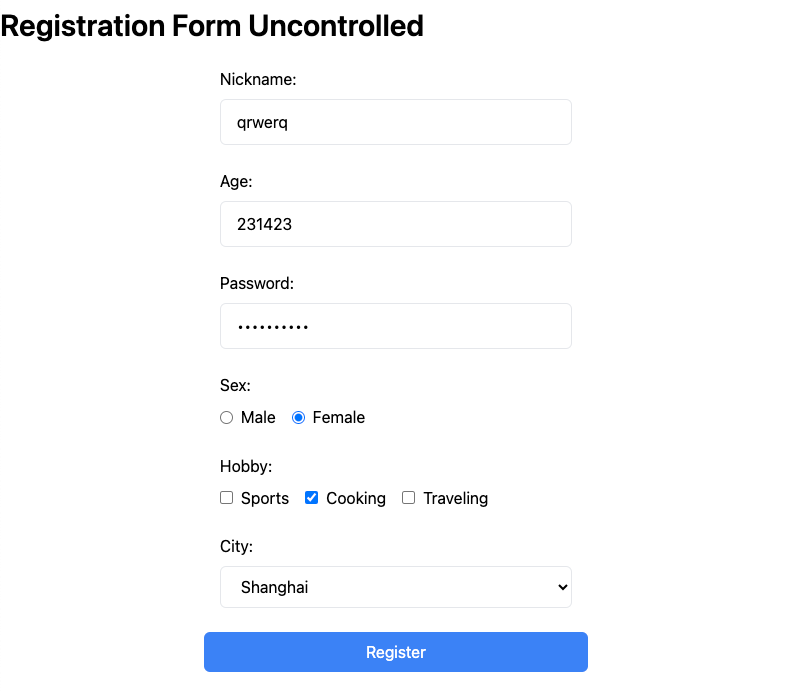 Registration Form Uncontrolled
Nickname:
qrwerq
Age:
231423
Password:
••••••••••
Sex:
Male Female
Hobby:
Sports Cooking Traveling
City:
Shanghai
Register